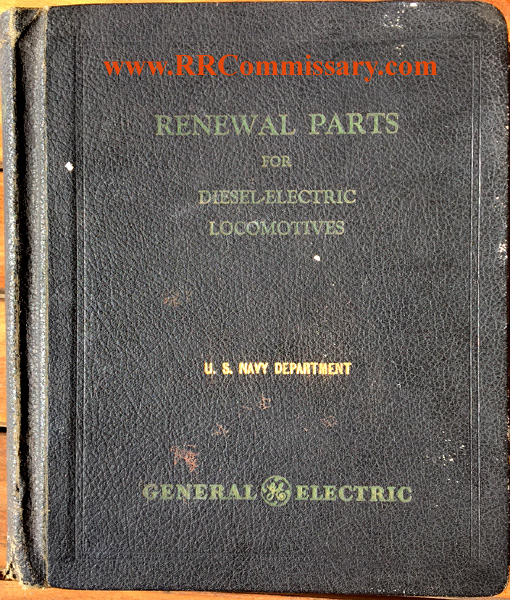 www.RRCommissary.com
RENEWAL PARTS
FOR
DIESEL-ELECTRIC
LOCOMOTIVES
U. S. NAVY DEPARTMENT
GENERAL GE ELECTRIC